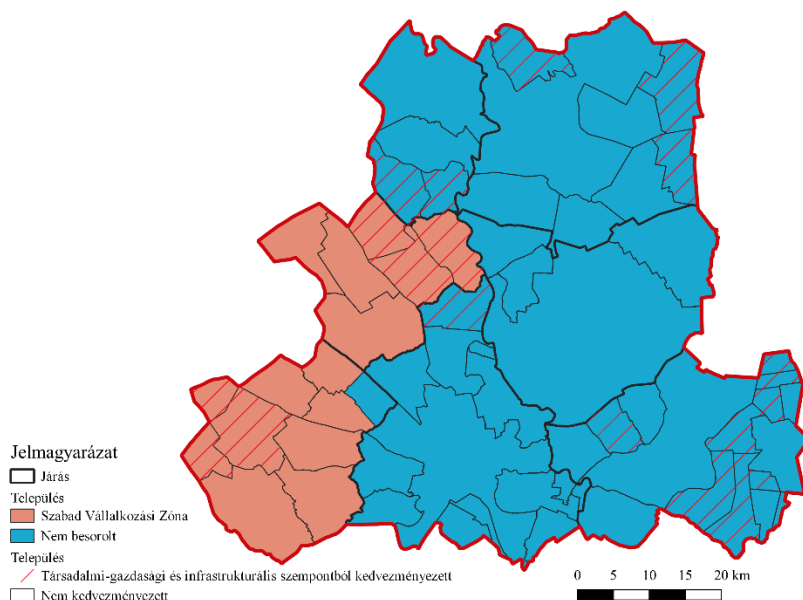 Jelmagyarázat
Járás
Település
Szabad Vállalkozási Zóna
Nem besorolt
Település
Társadalmi-gazdasági és infrastrukturális szempontból kedvezményezett
Nem kedvezményezett
0 5 10 15 20 km